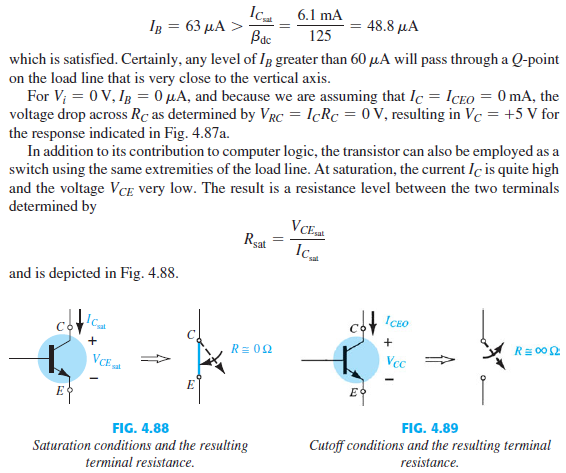 I_B = 63 μA > I_Csat / β_dc = 6.1 mA / 125 = 48.8 μA
which is satisfied. Certainly, any level of I_B greater than 60 μA will pass through a Q-point
on the load line that is very close to the vertical axis.
For V_i = 0 V, I_B = 0 μA, and because we are assuming that I_C = I_CEO = 0 mA, the
voltage drop across R_C as determined by V_RC = I_C R_C = 0 V, resulting in V_C = +5 V for
the response indicated in Fig. 4.87a.
In addition to its contribution to computer logic, the transistor can also be employed as a
switch using the same extremities of the load line. At saturation, the current I_C is quite high
and the voltage V_CE very low. The result is a resistance level between the two terminals
determined by
R_sat = V_CEsat / I_Csat
and is depicted in Fig. 4.88.
C
I_Csat
+
V_CEsat
−
E
C
R ≅ 0 Ω
E
FIG. 4.88
Saturation conditions and the resulting
terminal resistance.
C
I_CEO
+
V_CC
−
E
R ≅ ∞ Ω
FIG. 4.89
Cutoff conditions and the resulting terminal
resistance.